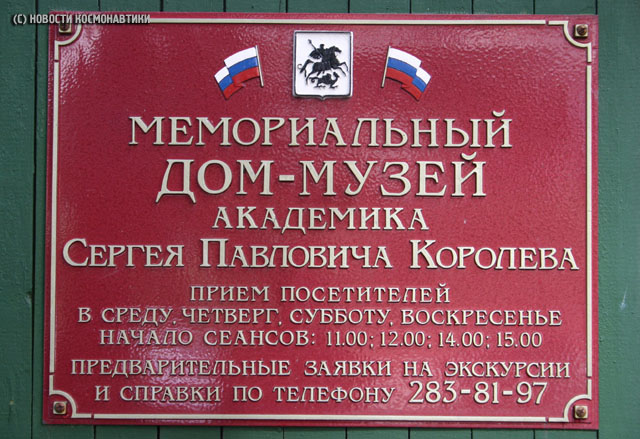 (C) НОВОСТИ КОСМОНАВТИКИ
МЕМОРИАЛЬНЫЙ
ДОМ-МУЗЕЙ
АКАДЕМИКА
СЕРГЕЯ ПАВЛОВИЧА КОРОЛЕВА
ПРИЕМ ПОСЕТИТЕЛЕЙ
В СРЕДУ, ЧЕТВЕРГ, СУББОТУ, ВОСКРЕСЕНЬЕ
НАЧАЛО СЕАНСОВ: 11.00; 12.00; 14.00; 15.00
ПРЕДВАРИТЕЛЬНЫЕ ЗАЯВКИ НА ЭКСКУРСИИ
И СПРАВКИ ПО ТЕЛЕФОНУ 283-81-97